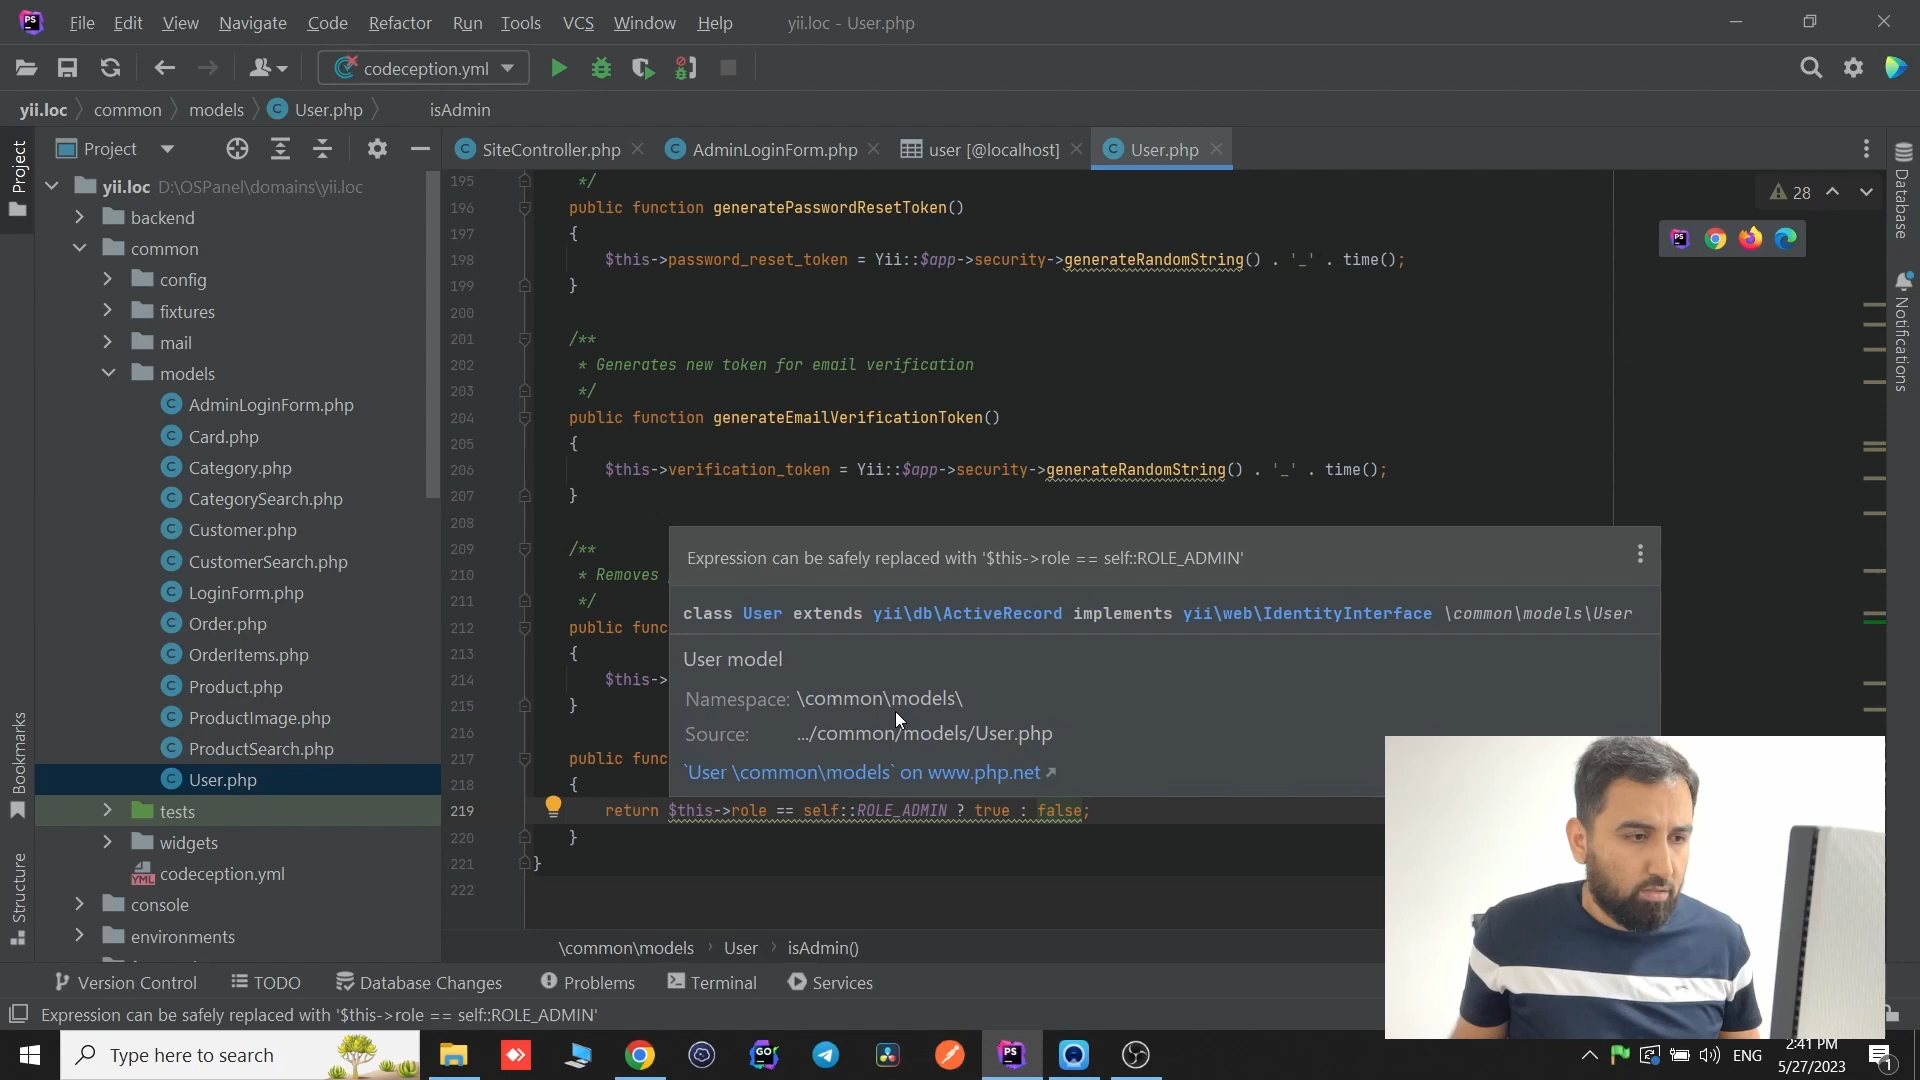 PS File Edit View Navigate Code Refactor Run Tools VCS Window Help yii.loc - User.php
codeception.yml
yii.loc common models User.php isAdmin
Project
SiteController.php AdminLoginForm.php user [@localhost] User.php
Project
Database
Notifications
Bookmarks
Structure
yii.loc D:\OSPanel\domains\yii.loc
backend
common
config
fixtures
mail
models
AdminLoginForm.php
Card.php
Category.php
CategorySearch.php
Customer.php
CustomerSearch.php
LoginForm.php
Order.php
OrderItems.php
Product.php
ProductImage.php
ProductSearch.php
User.php
tests
widgets
codeception.yml
console
environments
28
195 */
196 public function generatePasswordResetToken()
197 {
198 $this->password_reset_token = Yii::$app->security->generateRandomString() . '_' . time();
199 }
200
201 /**
202 * Generates new token for email verification
203 */
204 public function generateEmailVerificationToken()
205 {
206 $this->verification_token = Yii::$app->security->generateRandomString() . '_' . time();
207 }
208
209 /**
210 * Removes
211 */
212 public func
213 {
214 $this->
215 }
216
217 public func
218 {
219 return $this->role == self::ROLE_ADMIN ? true : false;
220 }
221 }
222
Expression can be safely replaced with '$this->role == self::ROLE_ADMIN'
class User extends yii\db\ActiveRecord implements yii\web\IdentityInterface \common\models\User
User model
Namespace: \common\models\
Source: .../common/models/User.php
`User \common\models` on www.php.net
\common\models User isAdmin()
Version Control TODO Database Changes Problems Terminal Services
Expression can be safely replaced with '$this->role == self::ROLE_ADMIN'
Type here to search
GO
PS
ENG
2:41 PM
5/27/2023
1